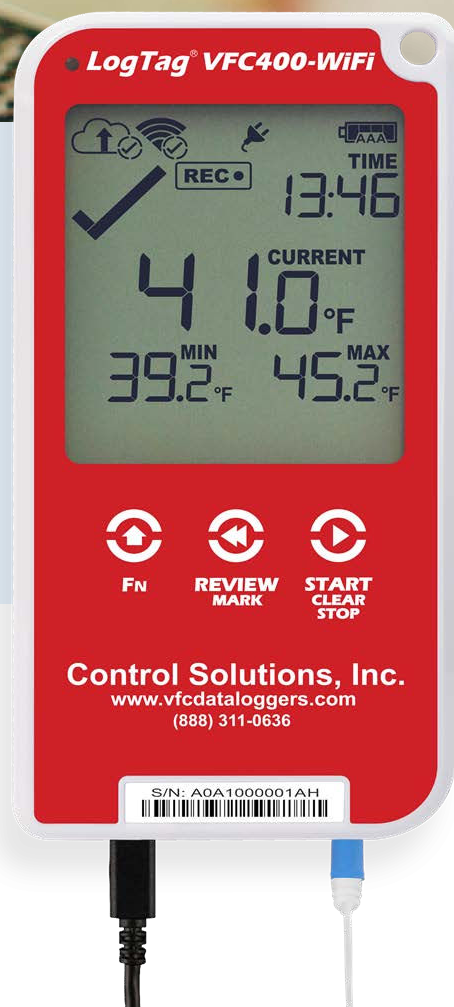 LogTag® VFC400-WiFi
AAA
REC
TIME
13:46
CURRENT
41.0°F
MIN
39.2°F
MAX
45.2°F
FN
REVIEW
MARK
START
CLEAR
STOP
Control Solutions, Inc.
www.vfcdataloggers.com
(888) 311-0636
S/N: A0A1000001AH